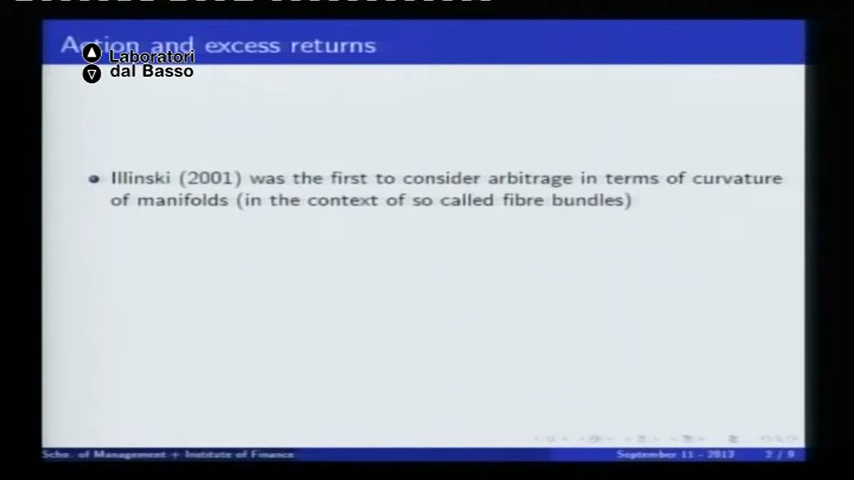 Action and excess returns
Laboratori
dal Basso
Illinski (2001) was the first to consider arbitrage in terms of curvature
of manifolds (in the context of so called fibre bundles)
of Management + Institute of Finance
September 11 - 2013 2 / 9